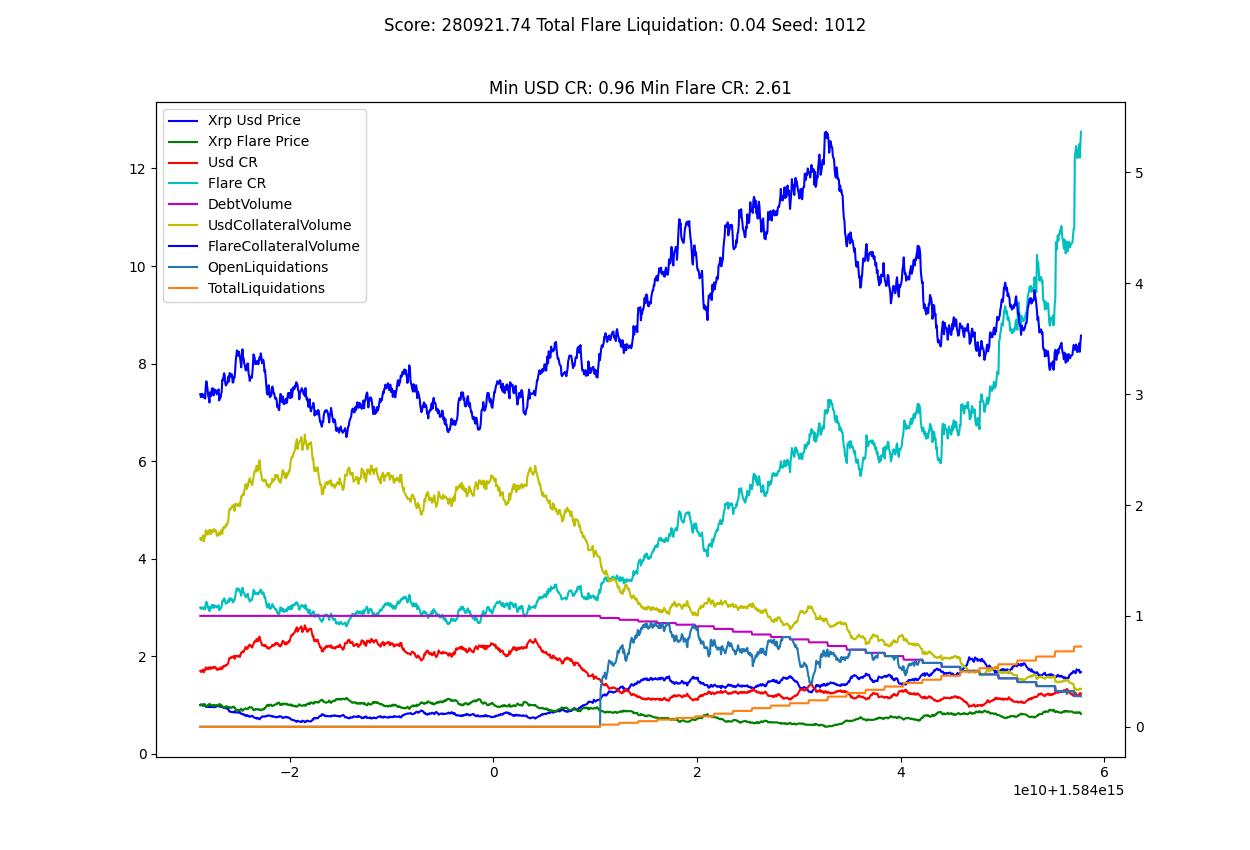 Score: 280921.74 Total Flare Liquidation: 0.04 Seed: 1012
Min USD CR: 0.96 Min Flare CR: 2.61
Xrp Usd Price
Xrp Flare Price
Usd CR
Flare CR
DebtVolume
UsdCollateralVolume
FlareCollateralVolume
OpenLiquidations
TotalLiquidations
12
10
8
6
4
2
0
5
4
3
2
1
0
−2
0
2
4
6
1e10+1.584e15